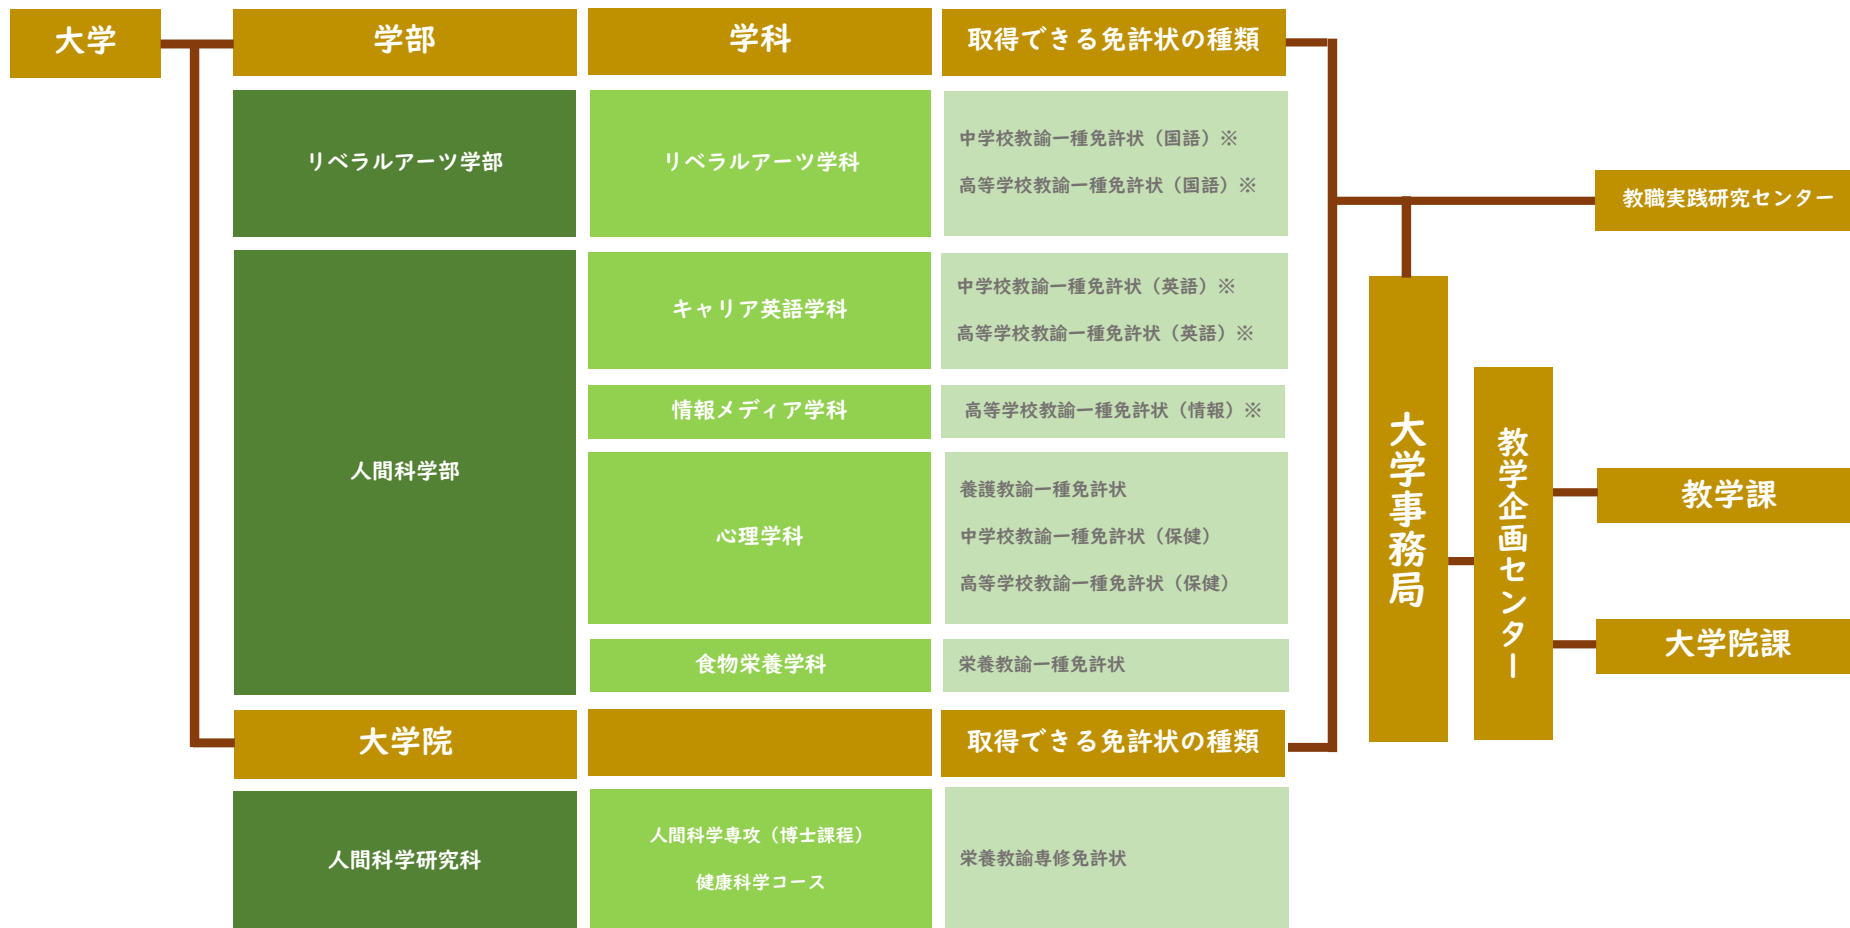 大学
学部
学科
取得できる免許状の種類
リベラルアーツ学部
リベラルアーツ学科
中学校教諭一種免許状（国語）※
高等学校教諭一種免許状（国語）※
人間科学部
キャリア英語学科
中学校教諭一種免許状（英語）※
高等学校教諭一種免許状（英語）※
情報メディア学科
高等学校教諭一種免許状（情報）※
心理学科
養護教諭一種免許状
中学校教諭一種免許状（保健）
高等学校教諭一種免許状（保健）
食物栄養学科
栄養教諭一種免許状
大学院
取得できる免許状の種類
人間科学研究科
人間科学専攻（博士課程）
健康科学コース
栄養教諭専修免許状
教職実践研究センター
大学事務局
教学企画センター
教学課
大学院課